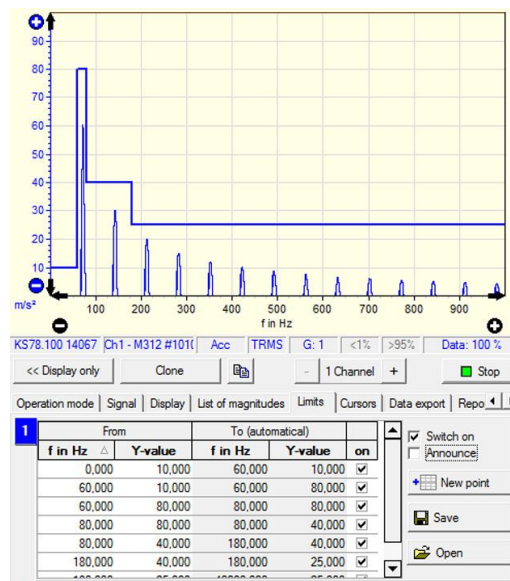 90
80
70
60
50
40
30
20
10
m/s²
100 200 300 400 500 600 700 800 900
f in Hz
KS78.100 14067 Ch1 - M312 #1010 Acc TRMS G: 1 <1% >95% Data: 100 %
<< Display only Clone - 1 Channel + Stop
Operation mode Signal Display List of magnitudes Limits Cursors Data export Repo
1 From To (automatical)
f in Hz Y-value f in Hz Y-value on
0,000 10,000 60,000 10,000
60,000 10,000 60,000 80,000
60,000 80,000 80,000 80,000
80,000 80,000 80,000 40,000
80,000 40,000 180,000 40,000
180,000 40,000 180,000 25,000
Switch on
Announce
New point
Save
Open